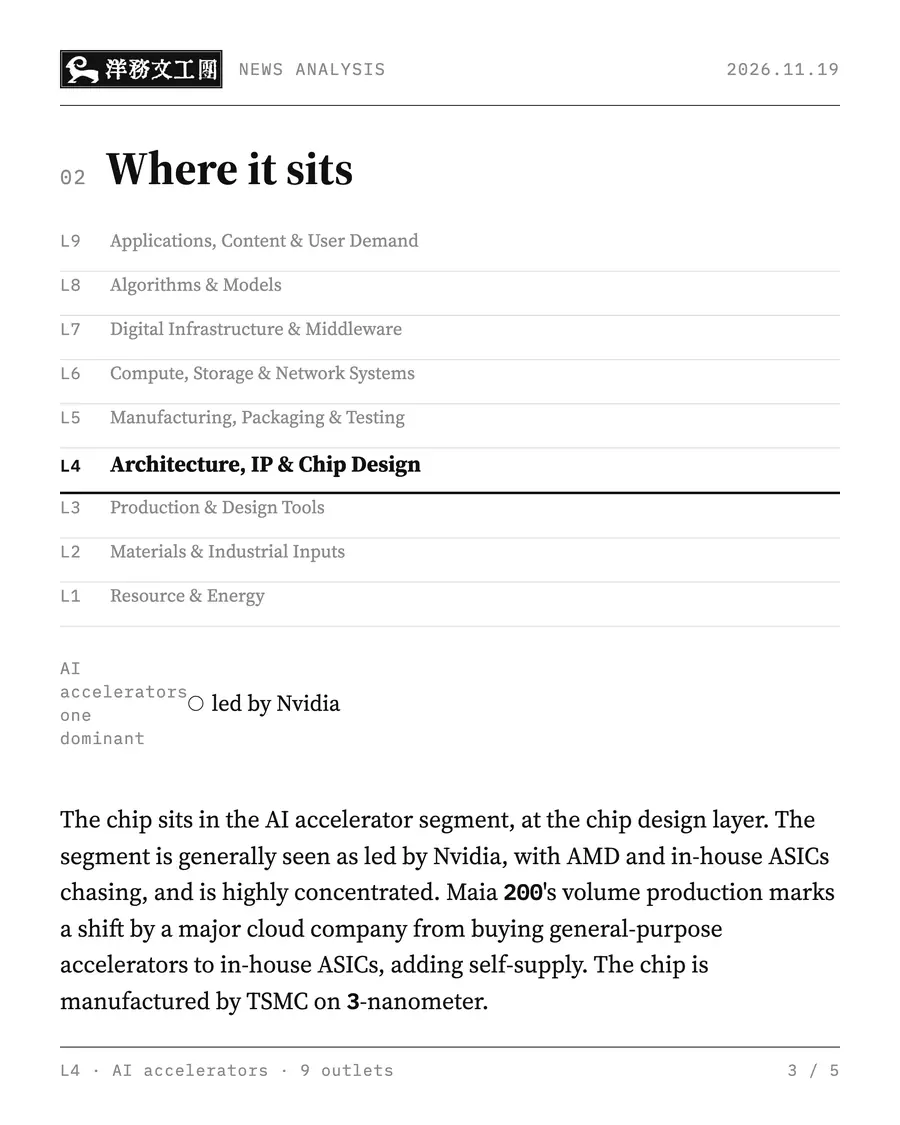 洋務文工團 NEWS ANALYSIS 2026.11.19
02 Where it sits
L9 Applications, Content & User Demand
L8 Algorithms & Models
L7 Digital Infrastructure & Middleware
L6 Compute, Storage & Network Systems
L5 Manufacturing, Packaging & Testing
L4 Architecture, IP & Chip Design
L3 Production & Design Tools
L2 Materials & Industrial Inputs
L1 Resource & Energy
AI
accelerators
one
dominant
○ led by Nvidia
The chip sits in the AI accelerator segment, at the chip design layer. The
segment is generally seen as led by Nvidia, with AMD and in-house ASICs
chasing, and is highly concentrated. Maia 200's volume production marks
a shift by a major cloud company from buying general-purpose
accelerators to in-house ASICs, adding self-supply. The chip is
manufactured by TSMC on 3-nanometer.
L4 · AI accelerators · 9 outlets 3 / 5